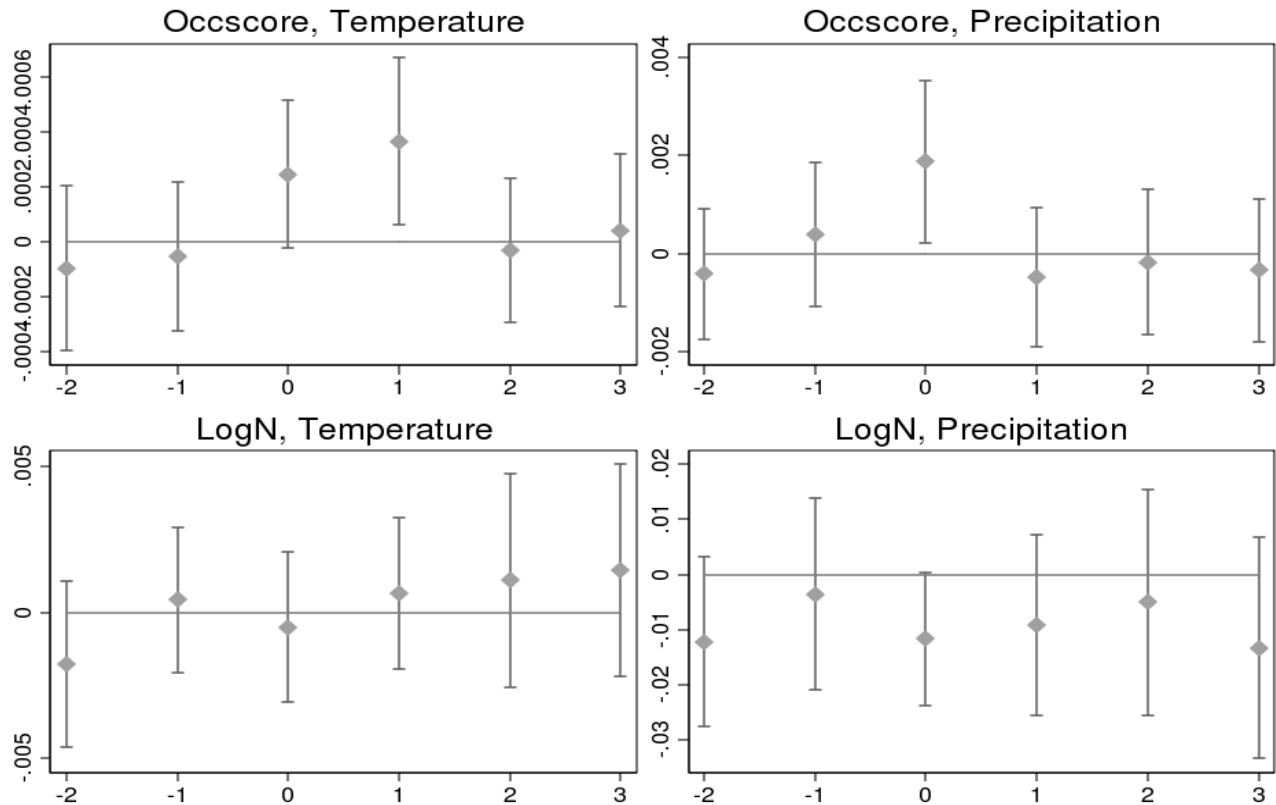 Occscore, Temperature
.0006
.0004
.0002
0
-.0002
-.0004
-2 -1 0 1 2 3
Occscore, Precipitation
.004
.002
0
-.002
-2 -1 0 1 2 3
LogN, Temperature
.005
0
-.005
-2 -1 0 1 2 3
LogN, Precipitation
.02
.01
0
-.01
-.02
-.03
-2 -1 0 1 2 3